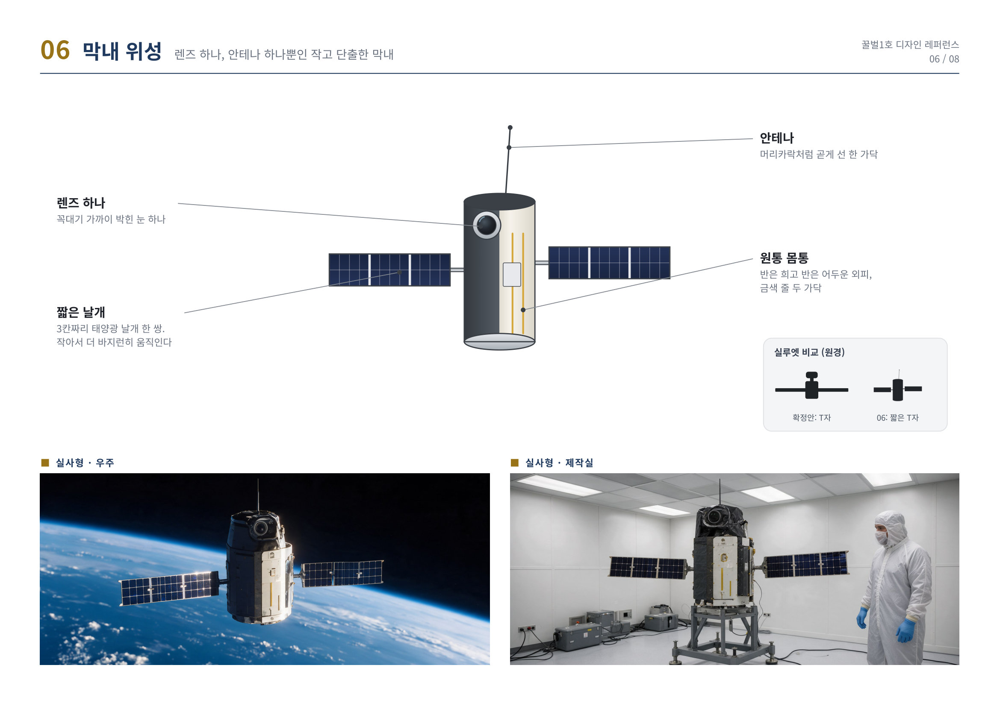 06 막내 위성 렌즈 하나, 안테나 하나뿐인 작고 단출한 막내
꿀벌1호 디자인 레퍼런스
06 / 08
안테나
머리카락처럼 곧게 선 한 가닥
렌즈 하나
꼭대기 가까이 박힌 눈 하나
원통 몸통
반은 희고 반은 어두운 외피,
금색 줄 두 가닥
짧은 날개
3칸짜리 태양광 날개 한 쌍.
작아서 더 바지런히 움직인다
실루엣 비교 (원경)
확정안: T자
06: 짧은 T자
실사형 · 우주
실사형 · 제작실